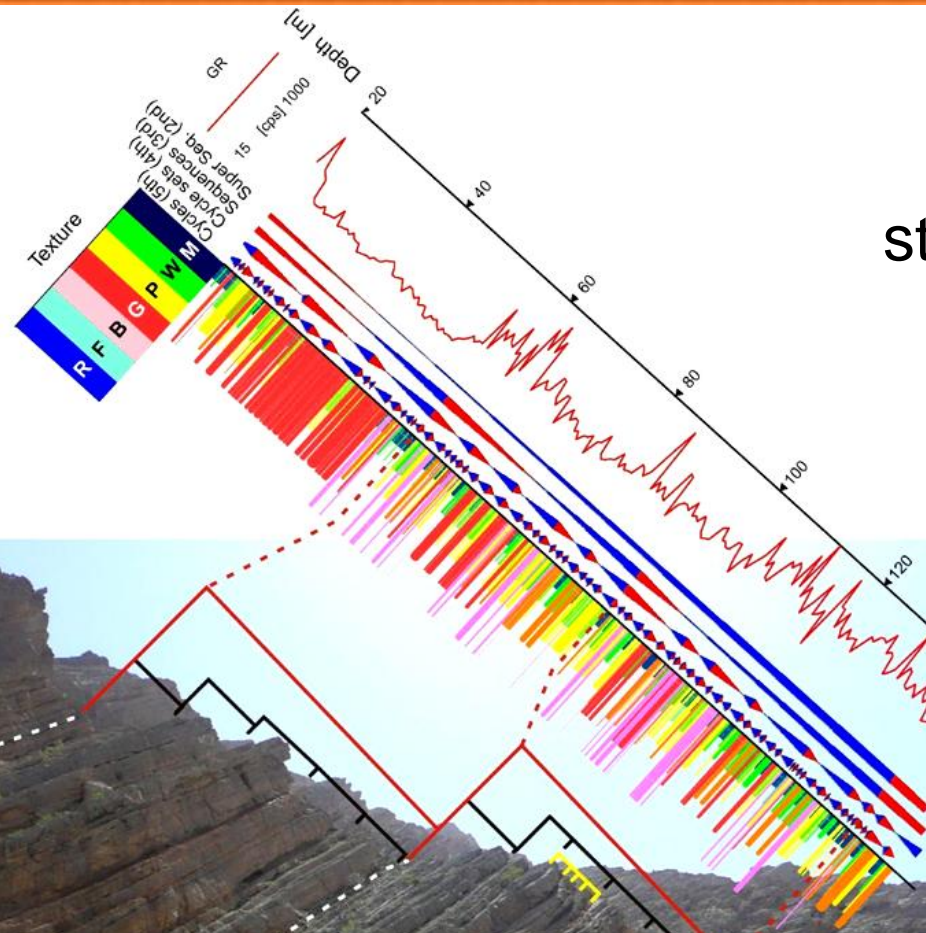 Depth [m]
20
40
60
80
100
120
GR
15 [cps] 1000
Super Seq. (2nd)
Sequences (3rd)
Cycle sets (4th)
Cycles (5th)
Texture
M
W
P
G
B
F
R
st